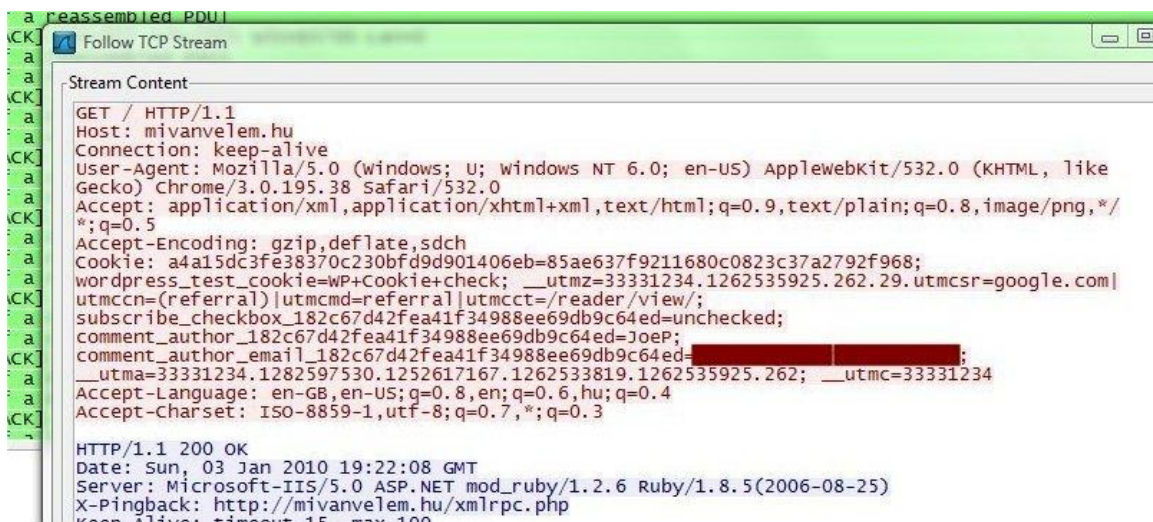 a reassembled PDU]
Follow TCP Stream
Stream Content
GET / HTTP/1.1
Host: mivanvelem.hu
Connection: keep-alive
User-Agent: Mozilla/5.0 (Windows; U; Windows NT 6.0; en-US) AppleWebKit/532.0 (KHTML, like
Gecko) Chrome/3.0.195.38 Safari/532.0
Accept: application/xml,application/xhtml+xml,text/html;q=0.9,text/plain;q=0.8,image/png,*/
*;q=0.5
Accept-Encoding: gzip,deflate,sdch
Cookie: a4a15dc3fe38370c230bfd9d901406eb=85ae637f9211680c0823c37a2792f968;
wordpress_test_cookie=WP+Cookie+check; __utmz=33331234.1262535925.262.29.utmcsr=google.com|
utmccn=(referral)|utmcmd=referral|utmcct=/reader/view/;
subscribe_checkbox_182c67d42fea41f34988ee69db9c64ed=unchecked;
comment_author_182c67d42fea41f34988ee69db9c64ed=JoeP;
comment_author_email_182c67d42fea41f34988ee69db9c64ed= ;
__utma=33331234.1282597530.1252617167.1262533819.1262535925.262; __utmc=33331234
Accept-Language: en-GB,en-US;q=0.8,en;q=0.6,hu;q=0.4
Accept-Charset: ISO-8859-1,utf-8;q=0.7,*;q=0.3
HTTP/1.1 200 OK
Date: Sun, 03 Jan 2010 19:22:08 GMT
Server: Microsoft-IIS/5.0 ASP.NET mod_ruby/1.2.6 Ruby/1.8.5(2006-08-25)
X-Pingback: http://mivanvelem.hu/xmlrpc.php
Keep-Alive: timeout=15, max=100